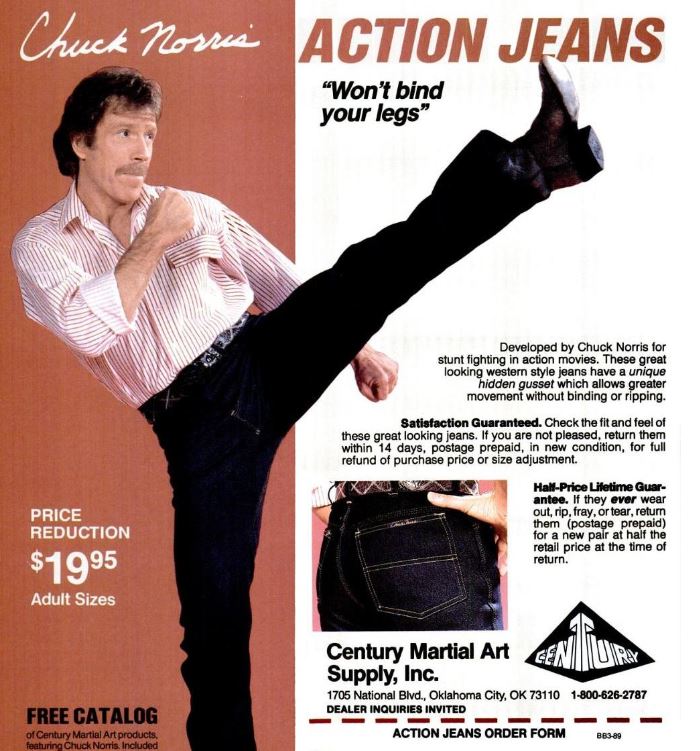 Chuck Norris ACTION JEANS
"Won't bind
your legs"
Developed by Chuck Norris for
stunt fighting in action movies. These great
looking western style jeans have a unique
hidden gusset which allows greater
movement without binding or ripping.
Satisfaction Guaranteed. Check the fit and feel of
these great looking jeans. If you are not pleased, return them
within 14 days, postage prepaid, in new condition, for full
refund of purchase price or size adjustment.
Half-Price Lifetime Guar-
antee. If they ever wear
out, rip, fray, or tear, return
them (postage prepaid)
for a new pair at half the
retail price at the time of
return.
PRICE
REDUCTION
$19 95
Adult Sizes
Century Martial Art
Supply, Inc.
CENTURY
1705 National Blvd., Oklahoma City, OK 73110 1-800-626-2787
DEALER INQUIRIES INVITED
FREE CATALOG
of Century Martial Art products,
featuring Chuck Norris. Included
ACTION JEANS ORDER FORM BB3-89